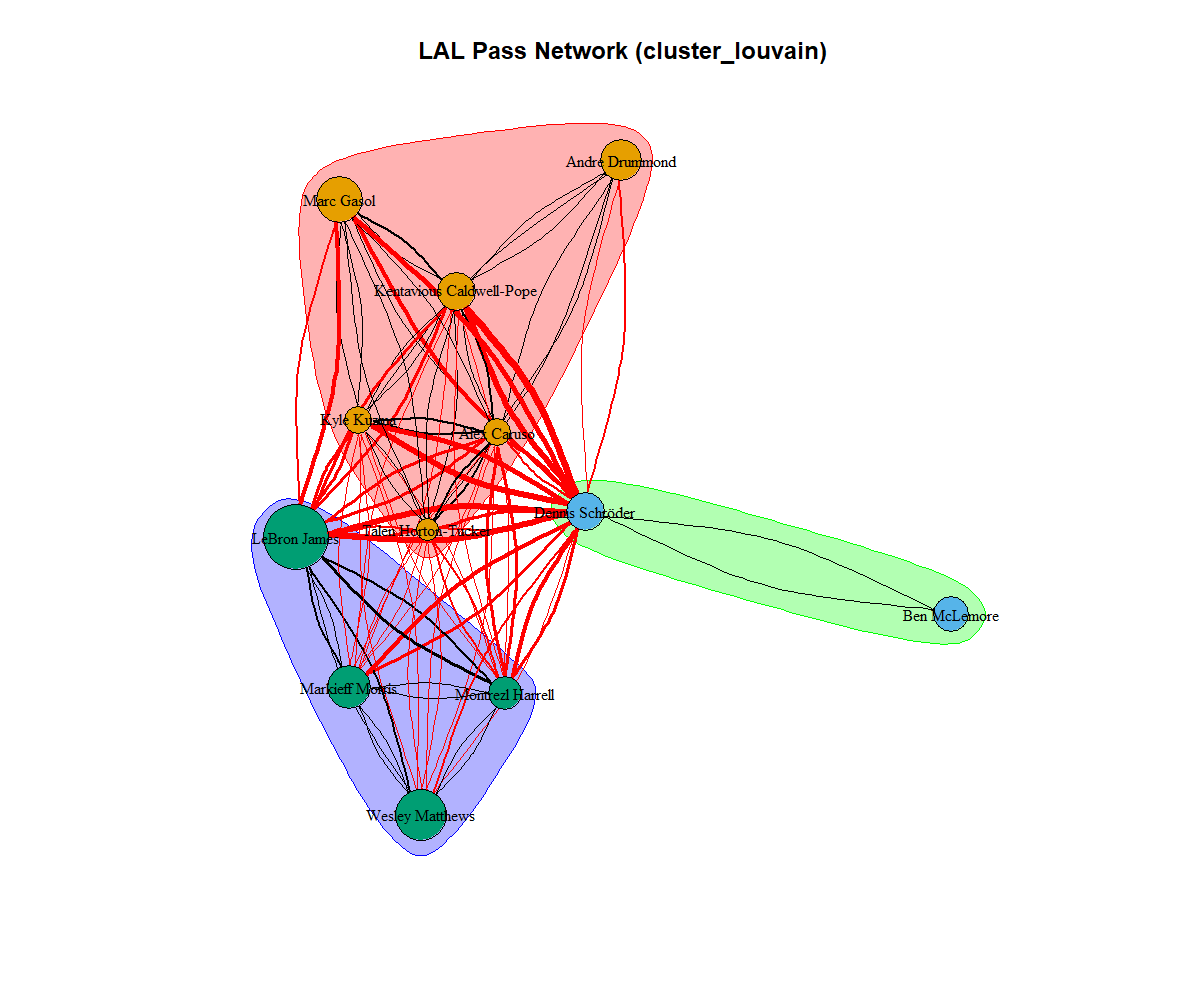 LAL Pass Network (cluster_louvain)
Andre Drummond
Marc Gasol
Kentavious Caldwell-Pope
Kyle Kuzma
Alex Caruso
Dennis Schröder
Talen Horton-Tucker
LeBron James
Ben McLemore
Markieff Morris
Montrezl Harrell
Wesley Matthews